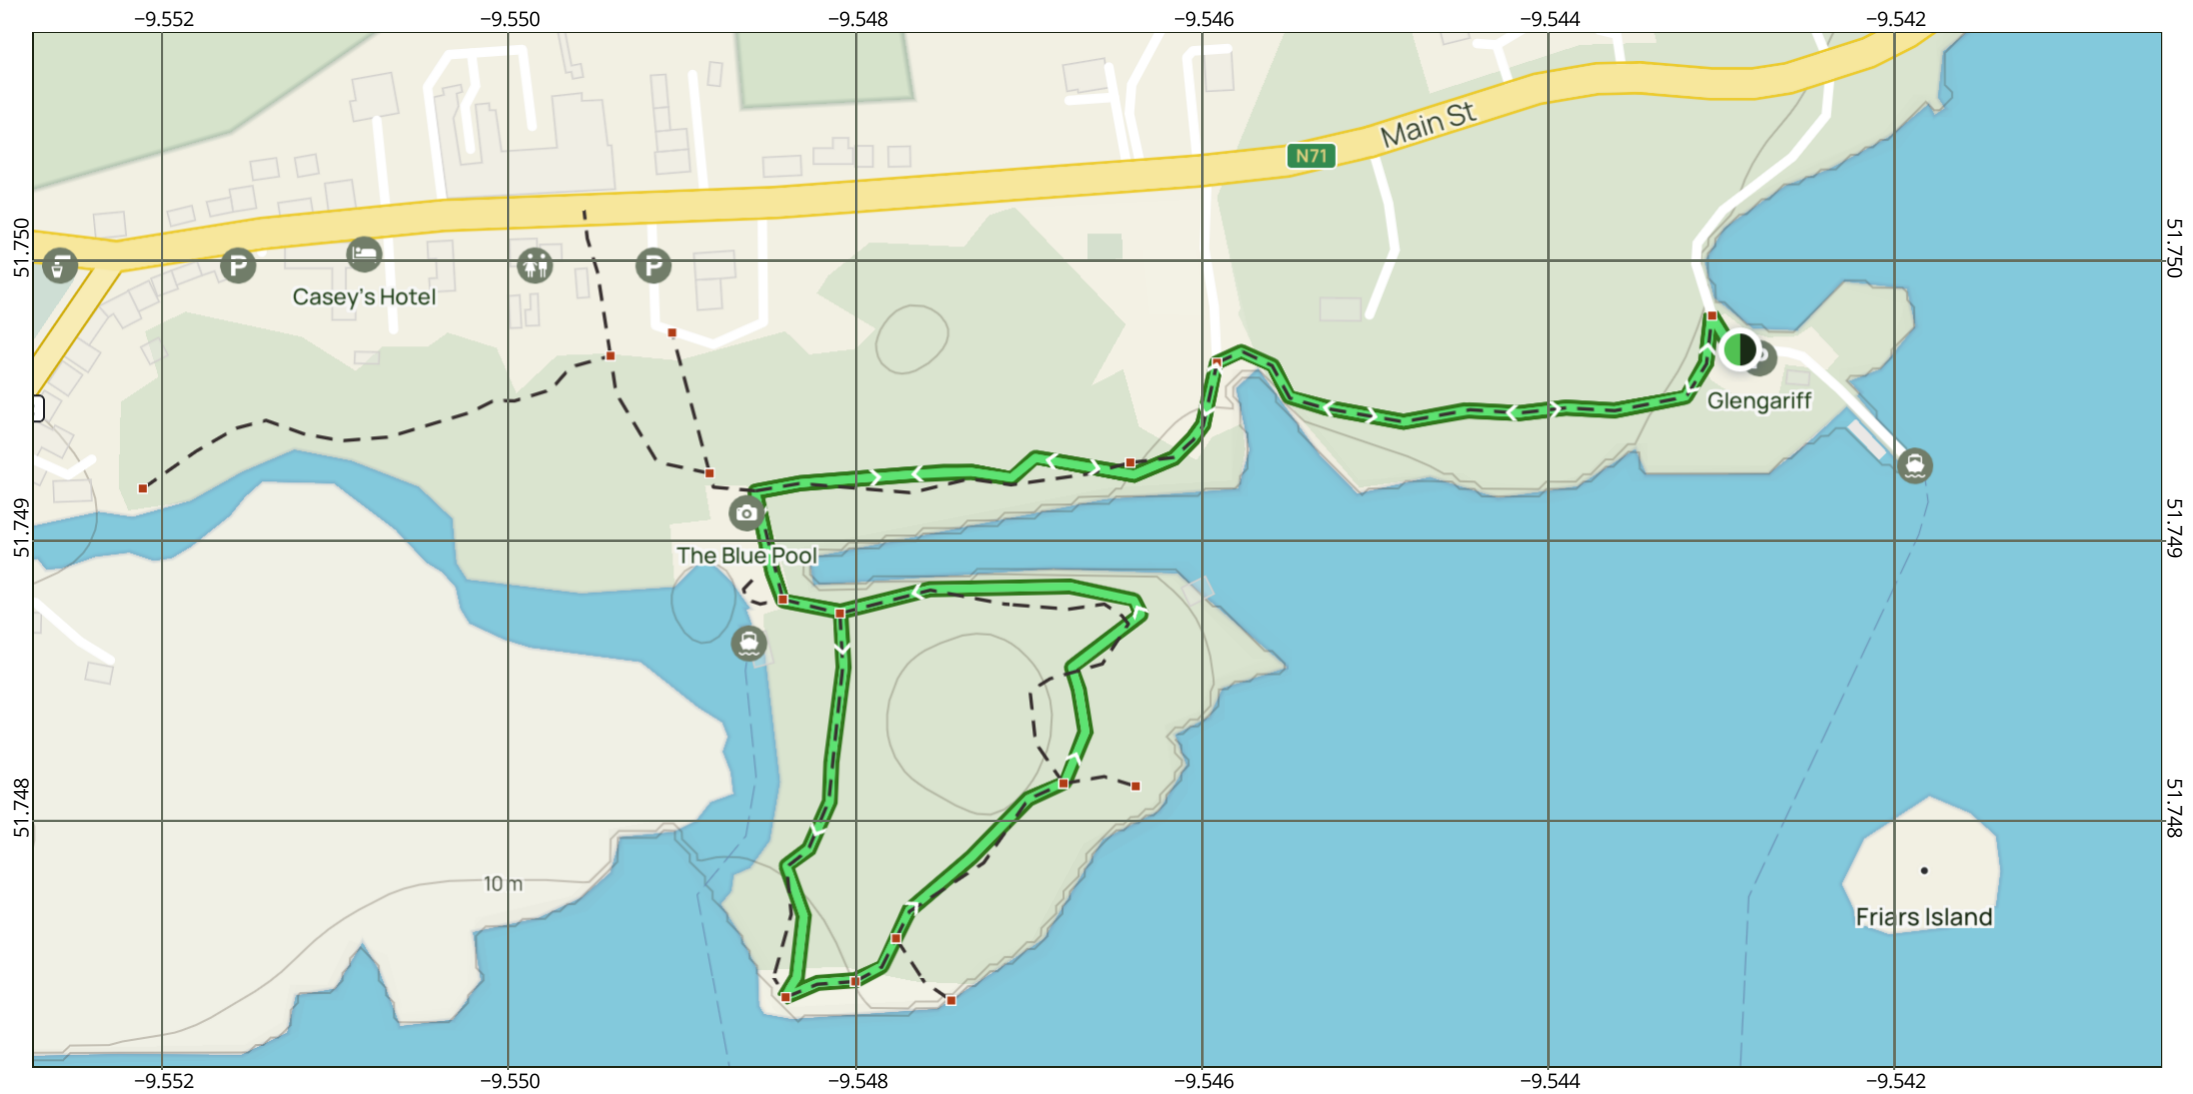 −9.552 −9.550 −9.548 −9.546 −9.544 −9.542
Main St
N71
51.750
51.750
P
P
Casey's Hotel
P
Glengariff
51.749
51.749
The Blue Pool
51.748
51.748
10 m
Friars Island
−9.552 −9.550 −9.548 −9.546 −9.544 −9.542